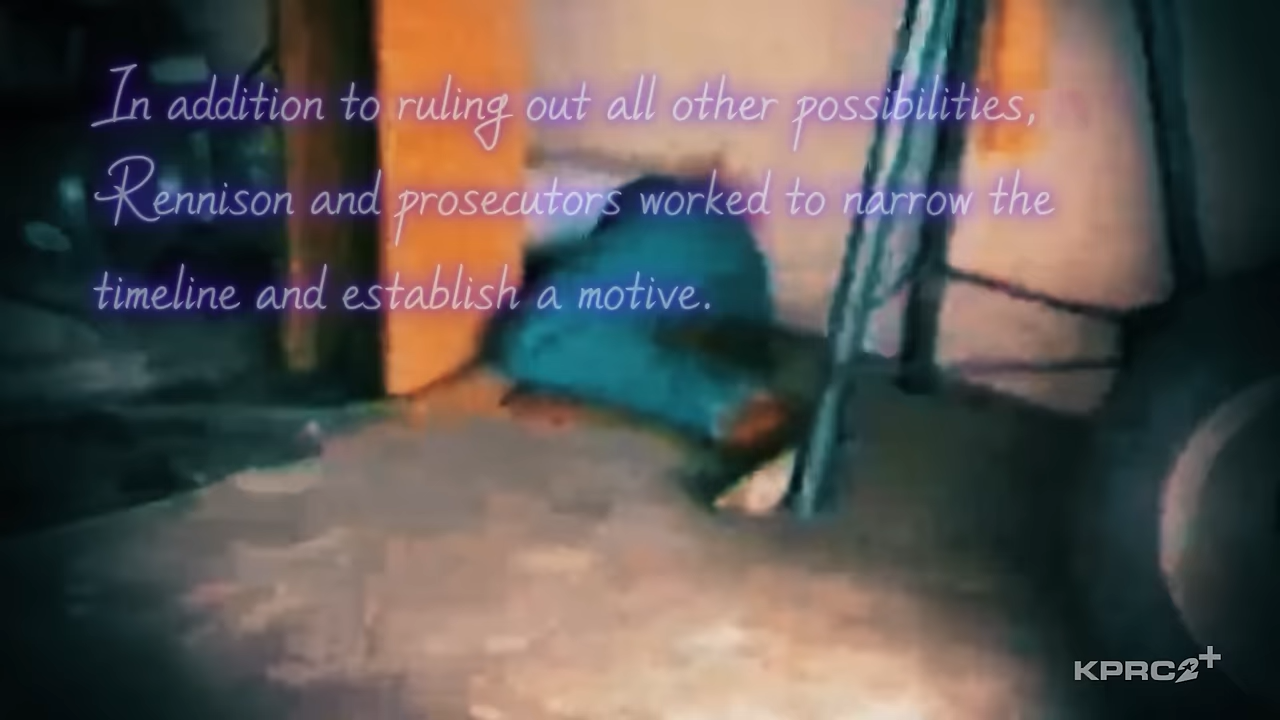 In addition to ruling out all other possibilities,
Rennison and prosecutors worked to narrow the
timeline and establish a motive.
KPRC2+